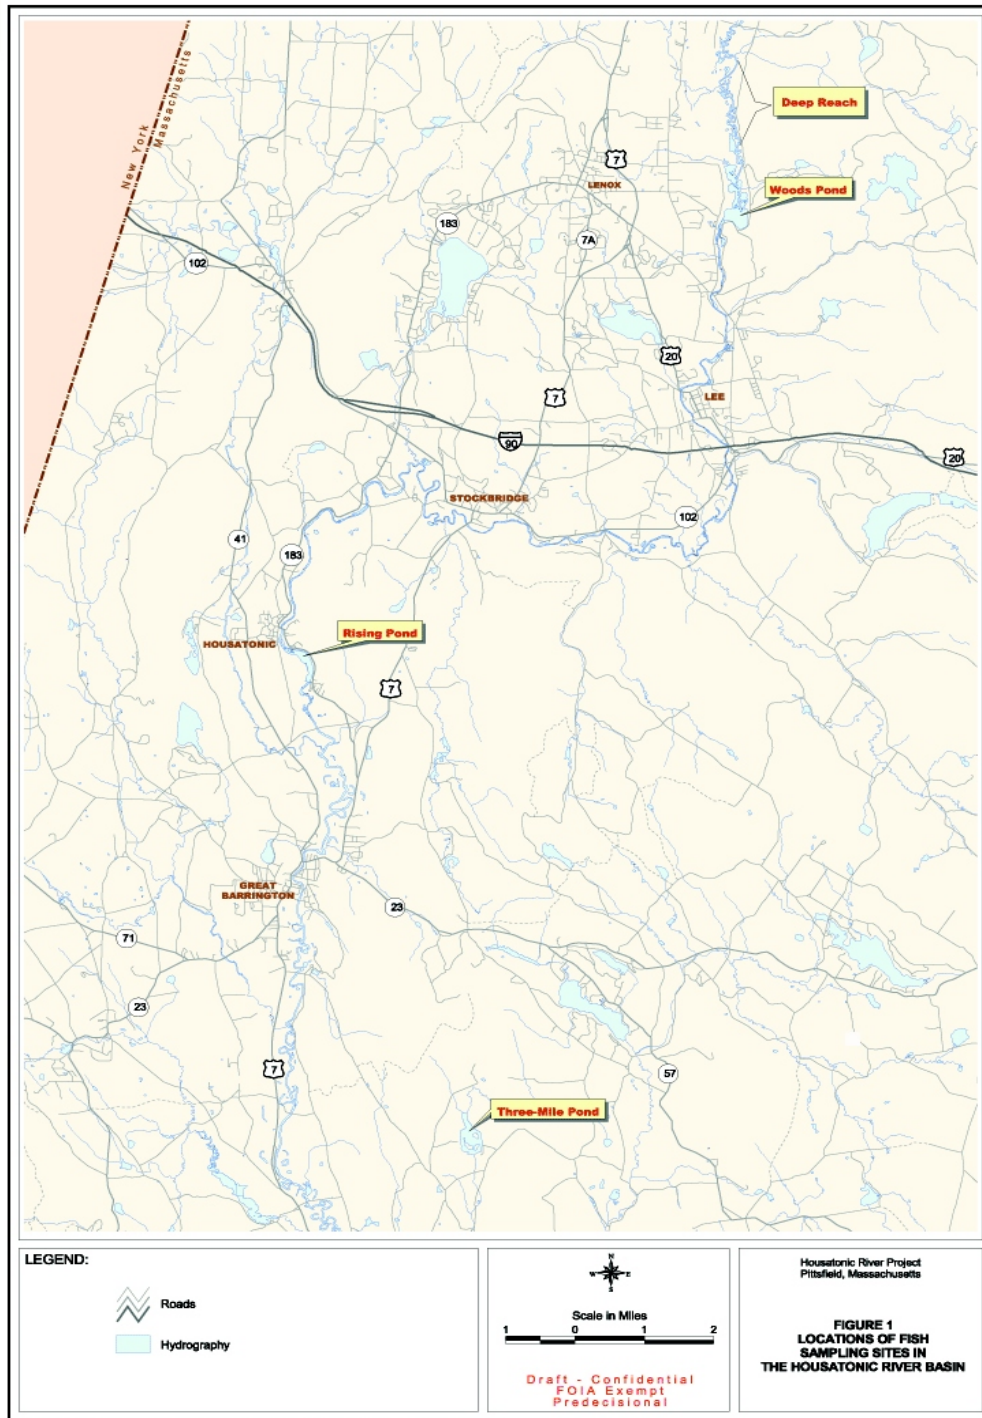 New York
Massachusetts
Deep Reach
7
LENOX
Woods Pond
183
7A
102
20
7
LEE
90
20
STOCKBRIDGE
102
41
183
Rising Pond
HOUSATONIC
7
GREAT
BARRINGTON
23
71
23
7
57
Three-Mile Pond
LEGEND:
Roads
Hydrography
N
W E
S
Scale in Miles
1 0 1 2
Draft - Confidential
FOIA Exempt
Predecisional
Housatonic River Project
Pittsfield, Massachusetts
FIGURE 1
LOCATIONS OF FISH
SAMPLING SITES IN
THE HOUSATONIC RIVER BASIN